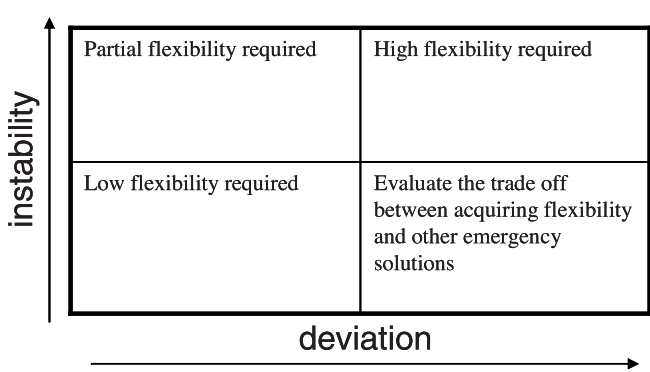 Partial flexibility required
High flexibility required
Low flexibility required
Evaluate the trade off
between acquiring flexibility
and other emergency
solutions
instability
deviation